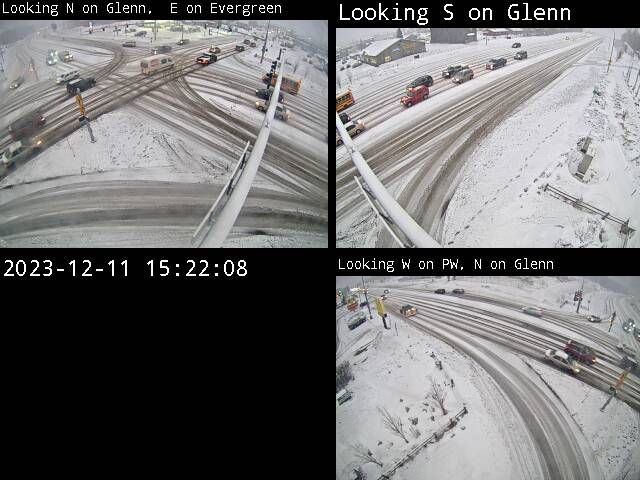 Looking N on Glenn, E on Evergreen
Looking S on Glenn
2023-12-11 15:22:08
Looking W on PW, N on Glenn